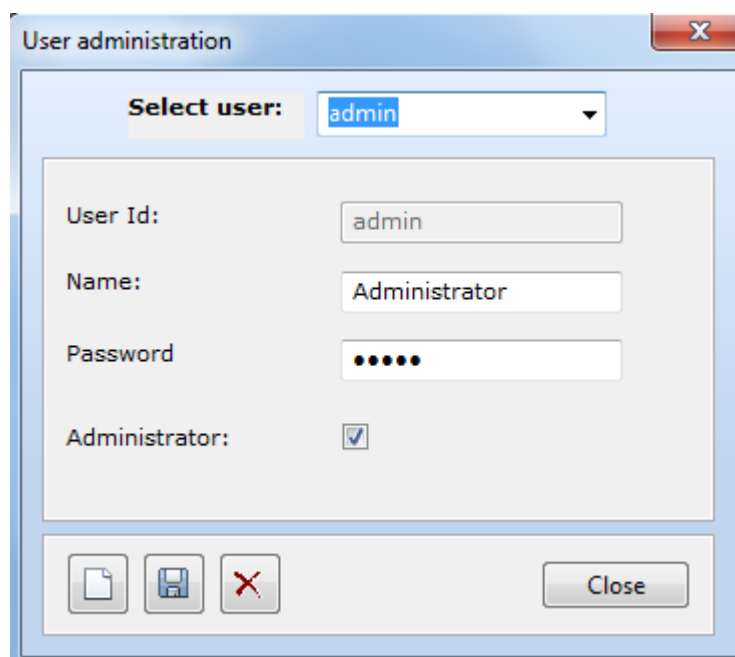 User administration
Select user: admin
User Id: admin
Name: Administrator
Password •••••
Administrator:
Close